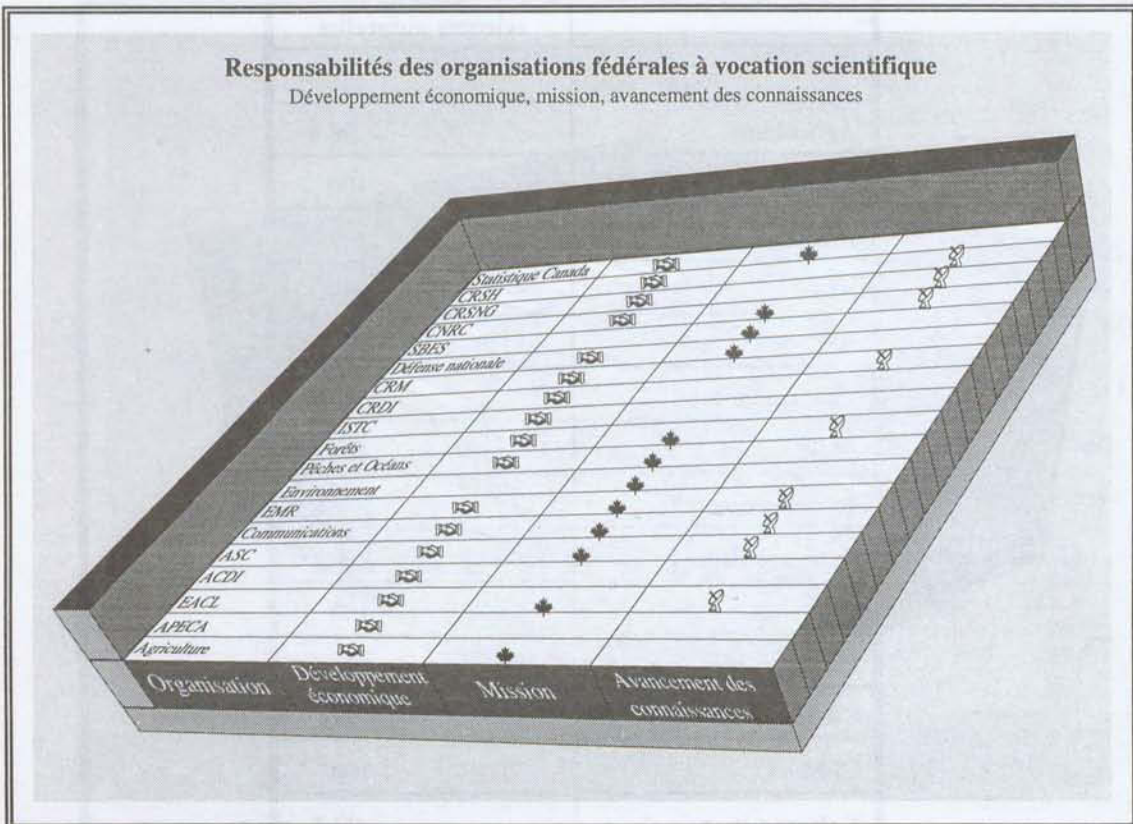 Responsabilités des organisations fédérales à vocation scientifique
Développement économique, mission, avancement des connaissances
Statistique Canada
CRSH
CRSNG
CNRC
SBES
Défense nationale
CRM
CRDI
ISTC
Forêts
Pêches et Océans
Environnement
EMR
Communications
ASC
ACDI
EACL
APECA
Agriculture
Organisation
Développement
économique
Mission
Avancement des
connaissances